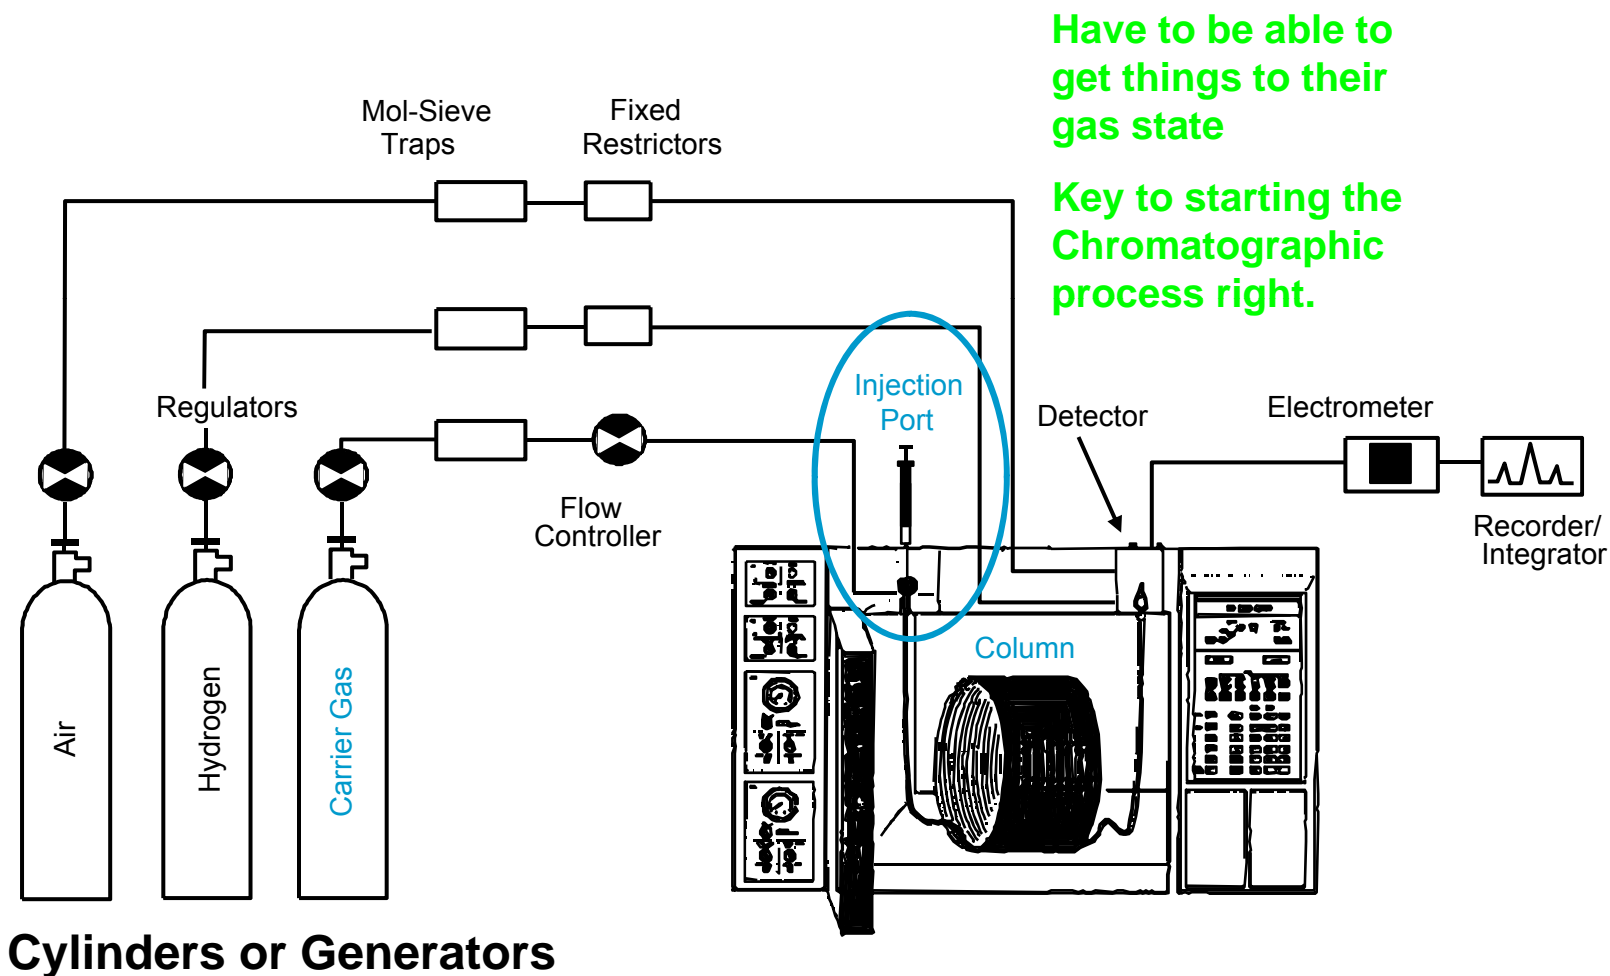 Have to be able to
get things to their
gas state
Key to starting the
Chromatographic
process right.
Mol-Sieve
Traps
Fixed
Restrictors
Regulators
Injection
Port
Detector
Electrometer
Flow
Controller
Recorder/
Integrator
Column
Air
Hydrogen
Carrier Gas
Cylinders or Generators